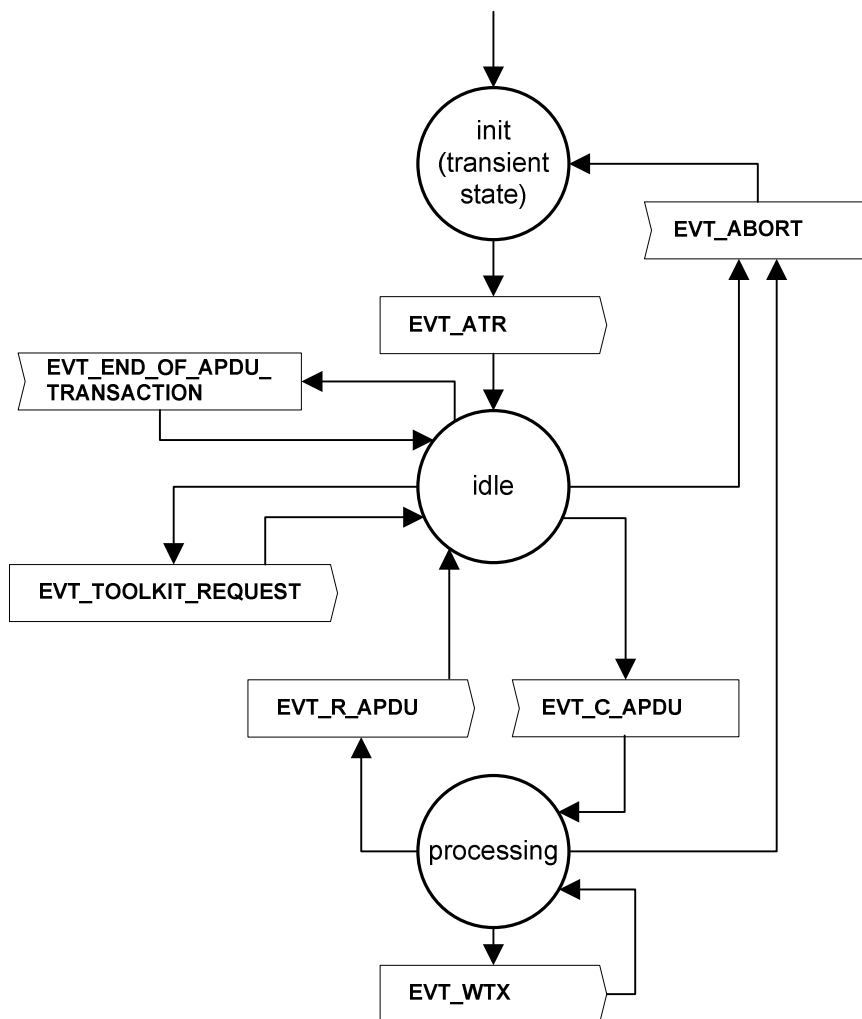 init
(transient
state)
EVT_ABORT
EVT_ATR
EVT_END_OF_APDU_
TRANSACTION
idle
EVT_TOOLKIT_REQUEST
EVT_R_APDU
EVT_C_APDU
processing
EVT_WTX